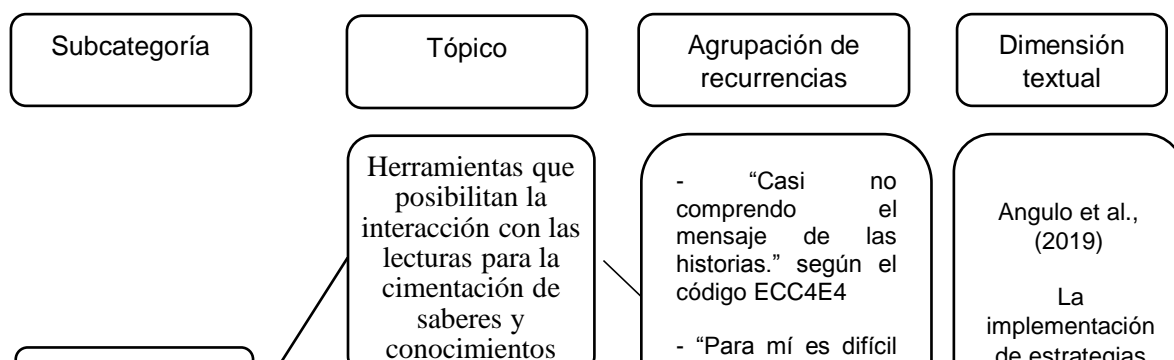 Subcategoría
Tópico
Agrupación de
recurrencias
Dimensión
textual
Herramientas que
posibilitan la
interacción con las
lecturas para la
cimentación de
saberes y
conocimientos
- “Casi no
comprendo el
mensaje de las
historias.” según el
código ECC4E4
- “Para mí es difícil
Angulo et al.,
(2019)
La
implementación
de estrategias